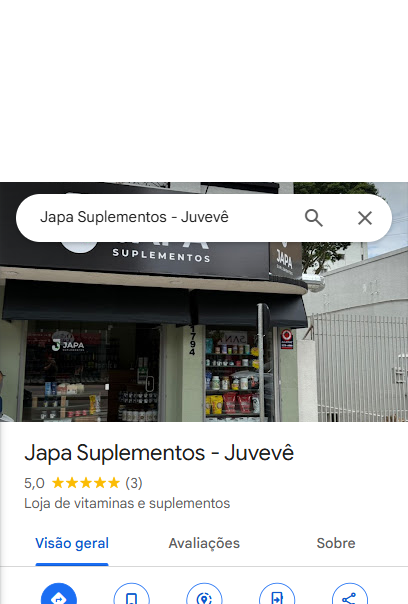 Japa Suplementos - Juvevê
JAPA
SUPLEMENTOS
JAPA
JAPA
1794
Japa Suplementos - Juvevê
5,0 (3)
Loja de vitaminas e suplementos
Visão geral
Avaliações
Sobre